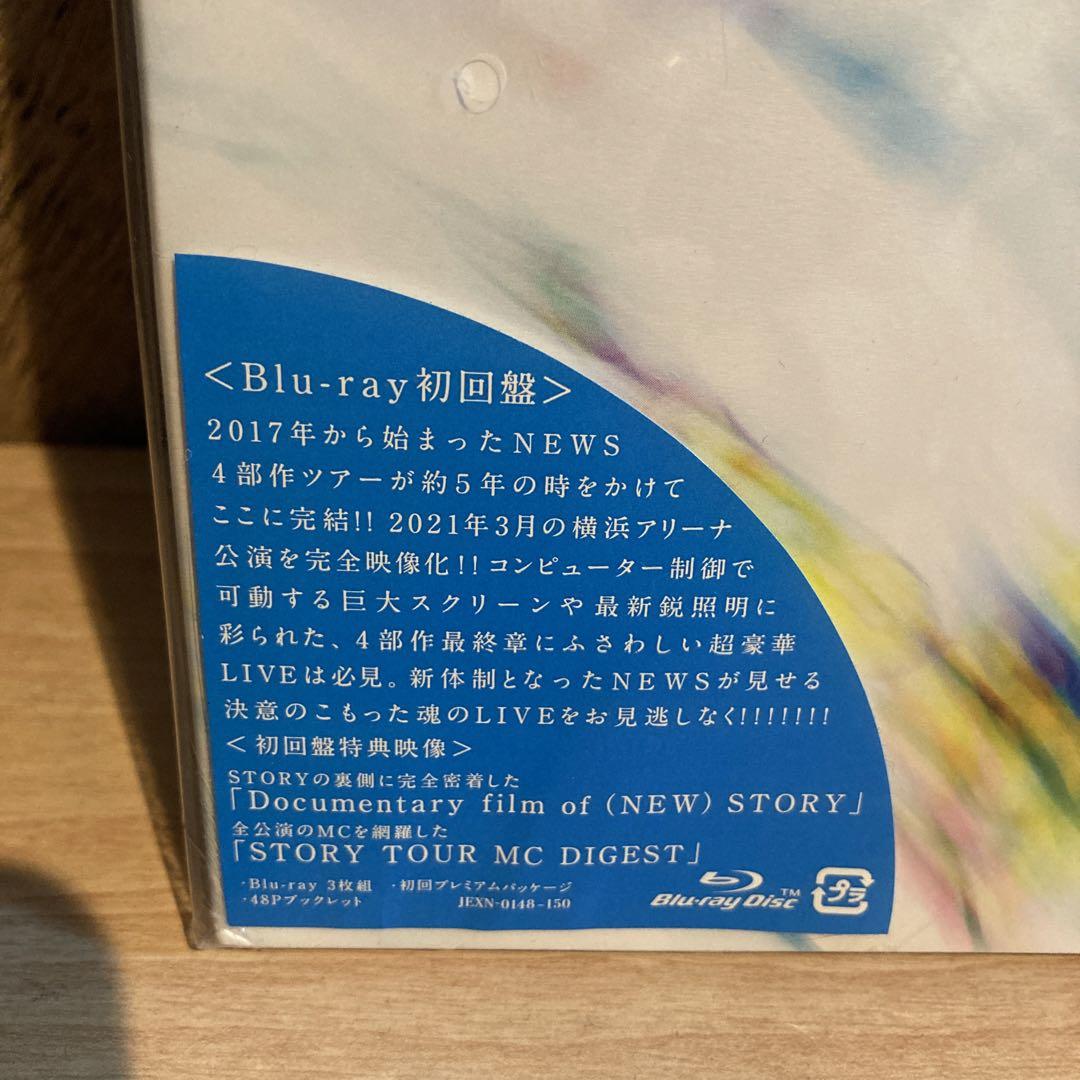 <Blu-ray初回盤>
2017年から始まったNEWS
4部作ツアーが約5年の時をかけて
ここに完結!! 2021年3月の横浜アリーナ
公演を完全映像化!! コンピューター制御で
可動する巨大スクリーンや最新鋭照明に
彩られた、4部作最終章にふさわしい超豪華
LIVEは必見。新体制となったNEWSが見せる
決意のこもった魂のLIVEをお見逃しなく!!!!!!!
<初回盤特典映像>
STORYの裏側に完全密着した
「Documentary film of (NEW) STORY」
全公演のMCを網羅した
「STORY TOUR MC DIGEST」
・Blu-ray 3枚組 ・初回プレミアムパッケージ
・48Pブックレット JEXN-0148-150
Blu-ray Disc™ プラ